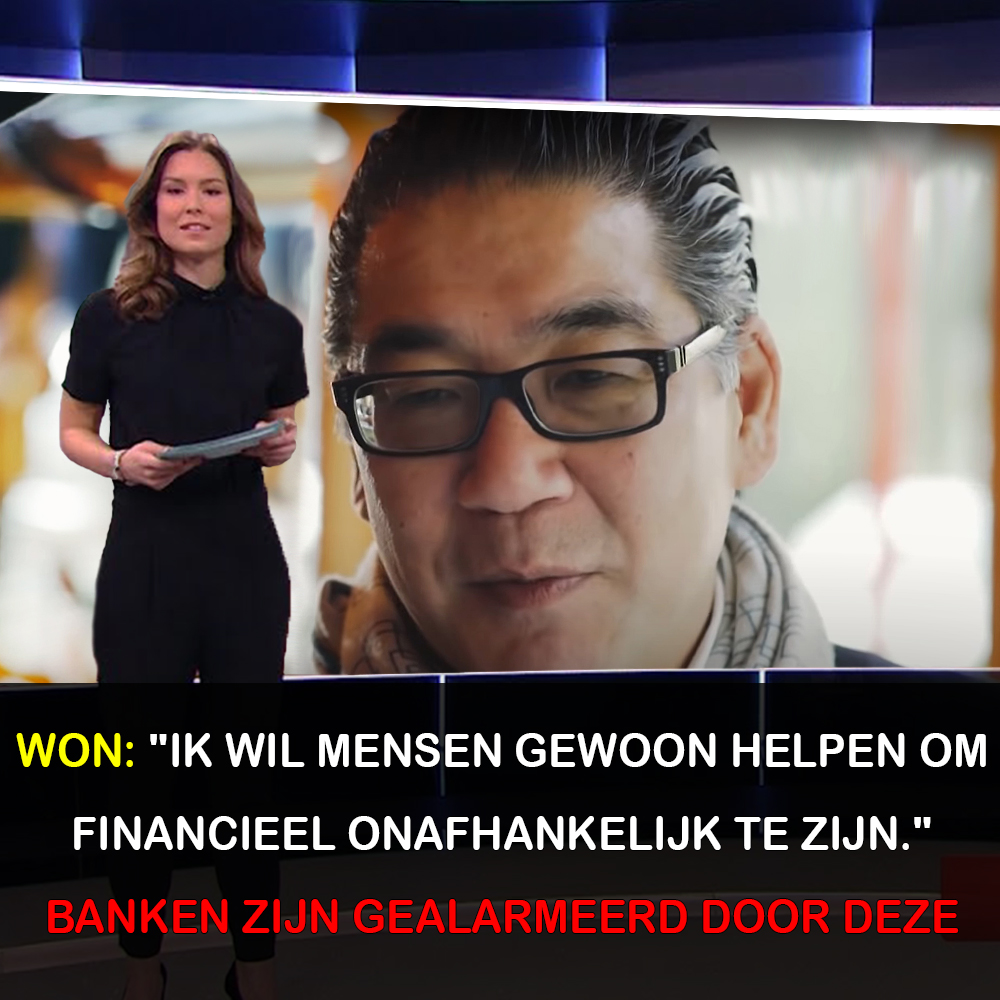 WON: "IK WIL MENSEN GEWOON HELPEN OM
FINANCIEEL ONAFHANKELIJK TE ZIJN."
BANKEN ZIJN GEALARMEERD DOOR DEZE